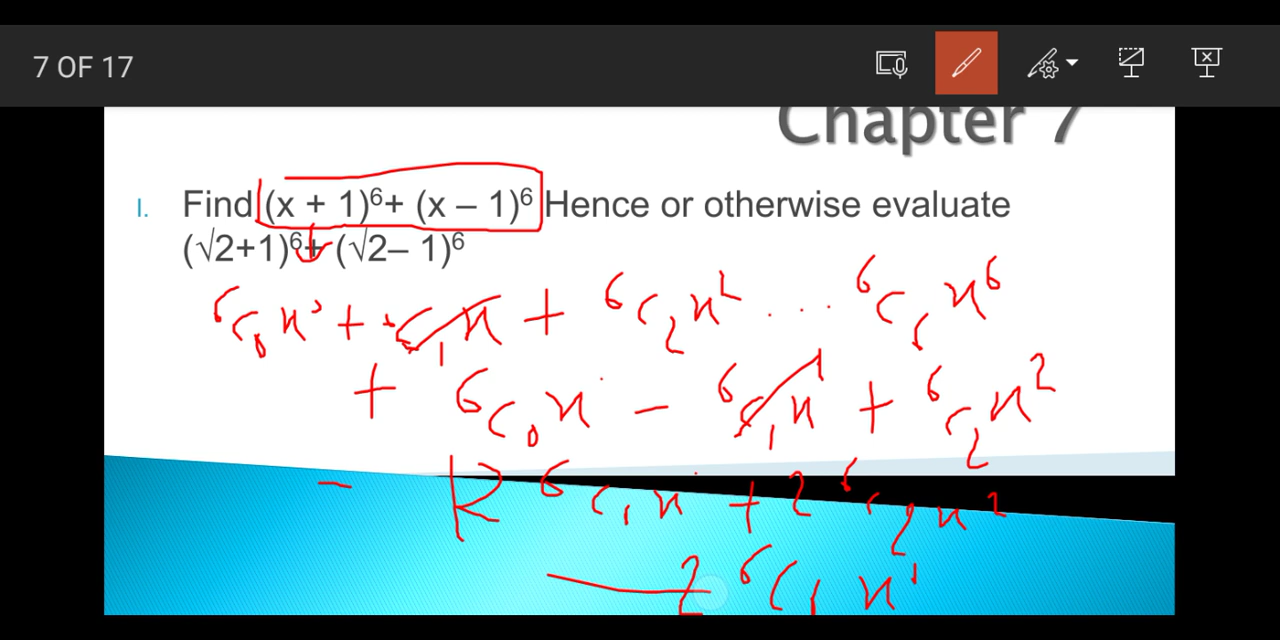 7 OF 17
Chapter 7
I. Find (x + 1)⁶+ (x – 1)⁶ Hence or otherwise evaluate
(√2+1)⁶+ (√2– 1)⁶
⁶C₀x⁰ + ⁶C₁x + ⁶C₂x² ... ⁶C₆x⁶
+ ⁶C₀x – ⁶C₁x + ⁶C₂x²
⁶C₁x + 2 ⁶C₂x²
2 ⁶C